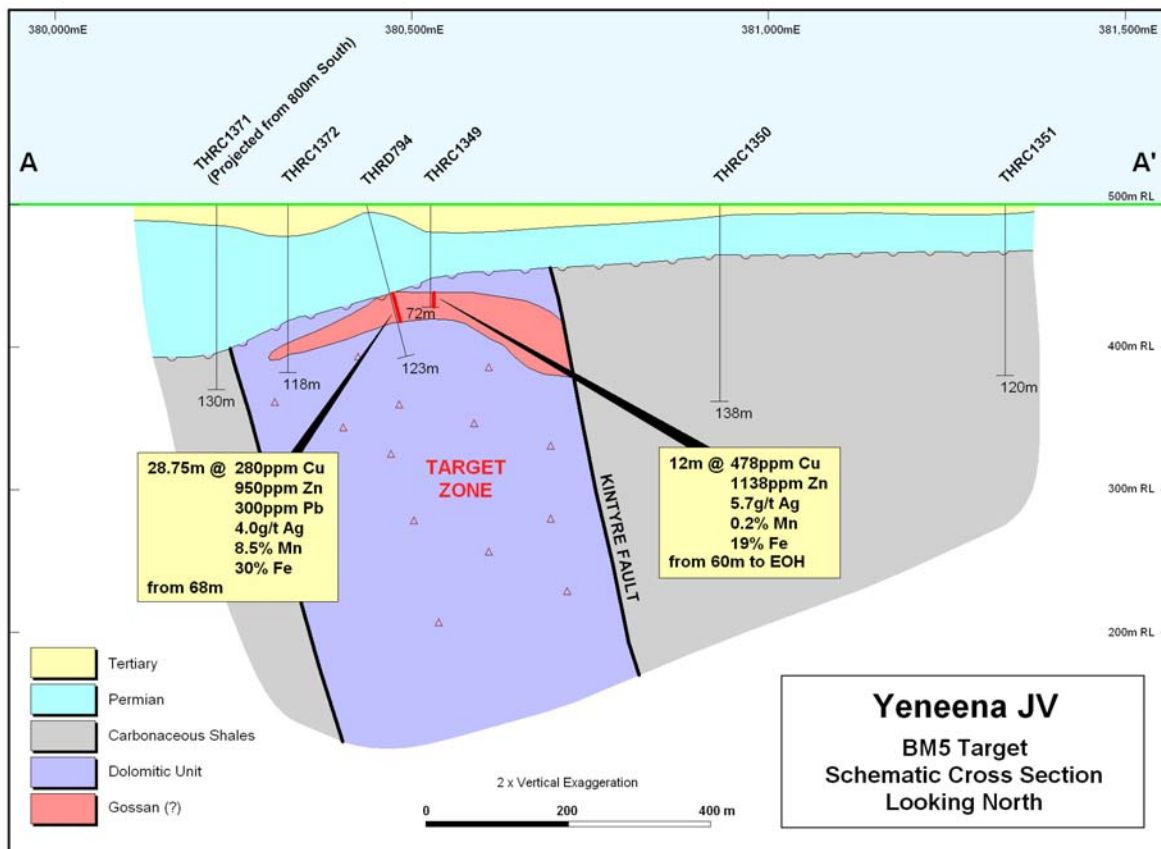 380,000mE
380,500mE
381,000mE
381,500mE
A
THRC1371
(Projected from 800m South)
THRC1372
THRD794
THRC1349
THRC1350
THRC1351
A'
500m RL
72m
400m RL
123m
118m
130m
138m
120m
28.75m @ 280ppm Cu
950ppm Zn
300ppm Pb
4.0g/t Ag
8.5% Mn
30% Fe
from 68m
TARGET
ZONE
KINTYRE FAULT
12m @ 478ppm Cu
1138ppm Zn
5.7g/t Ag
0.2% Mn
19% Fe
from 60m to EOH
300m RL
200m RL
Tertiary
Permian
Carbonaceous Shales
Dolomitic Unit
Gossan (?)
2 x Vertical Exaggeration
0 200 400 m
Yeneena JV
BM5 Target
Schematic Cross Section
Looking North